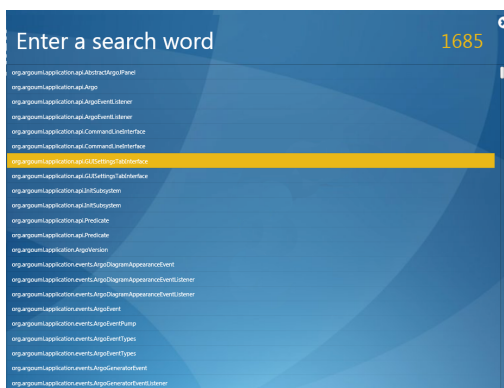 Enter a search word
1685
org.argouml.application.api.AbstractArgoJPanel
org.argouml.application.api.Argo
org.argouml.application.api.ArgoEventListener
org.argouml.application.api.ArgoEventListener
org.argouml.application.api.CommandLineInterface
org.argouml.application.api.CommandLineInterface
org.argouml.application.api.GUISettingsTabInterface
org.argouml.application.api.GUISettingsTabInterface
org.argouml.application.api.InitSubsystem
org.argouml.application.api.InitSubsystem
org.argouml.application.api.Predicate
org.argouml.application.api.Predicate
org.argouml.application.ArgoVersion
org.argouml.application.events.ArgoDiagramAppearanceEvent
org.argouml.application.events.ArgoDiagramAppearanceEventListener
org.argouml.application.events.ArgoDiagramAppearanceEventListener
org.argouml.application.events.ArgoEvent
org.argouml.application.events.ArgoEventPump
org.argouml.application.events.ArgoEventTypes
org.argouml.application.events.ArgoEventTypes
org.argouml.application.events.ArgoGeneratorEvent
org.argouml.application.events.ArgoGeneratorEventListener